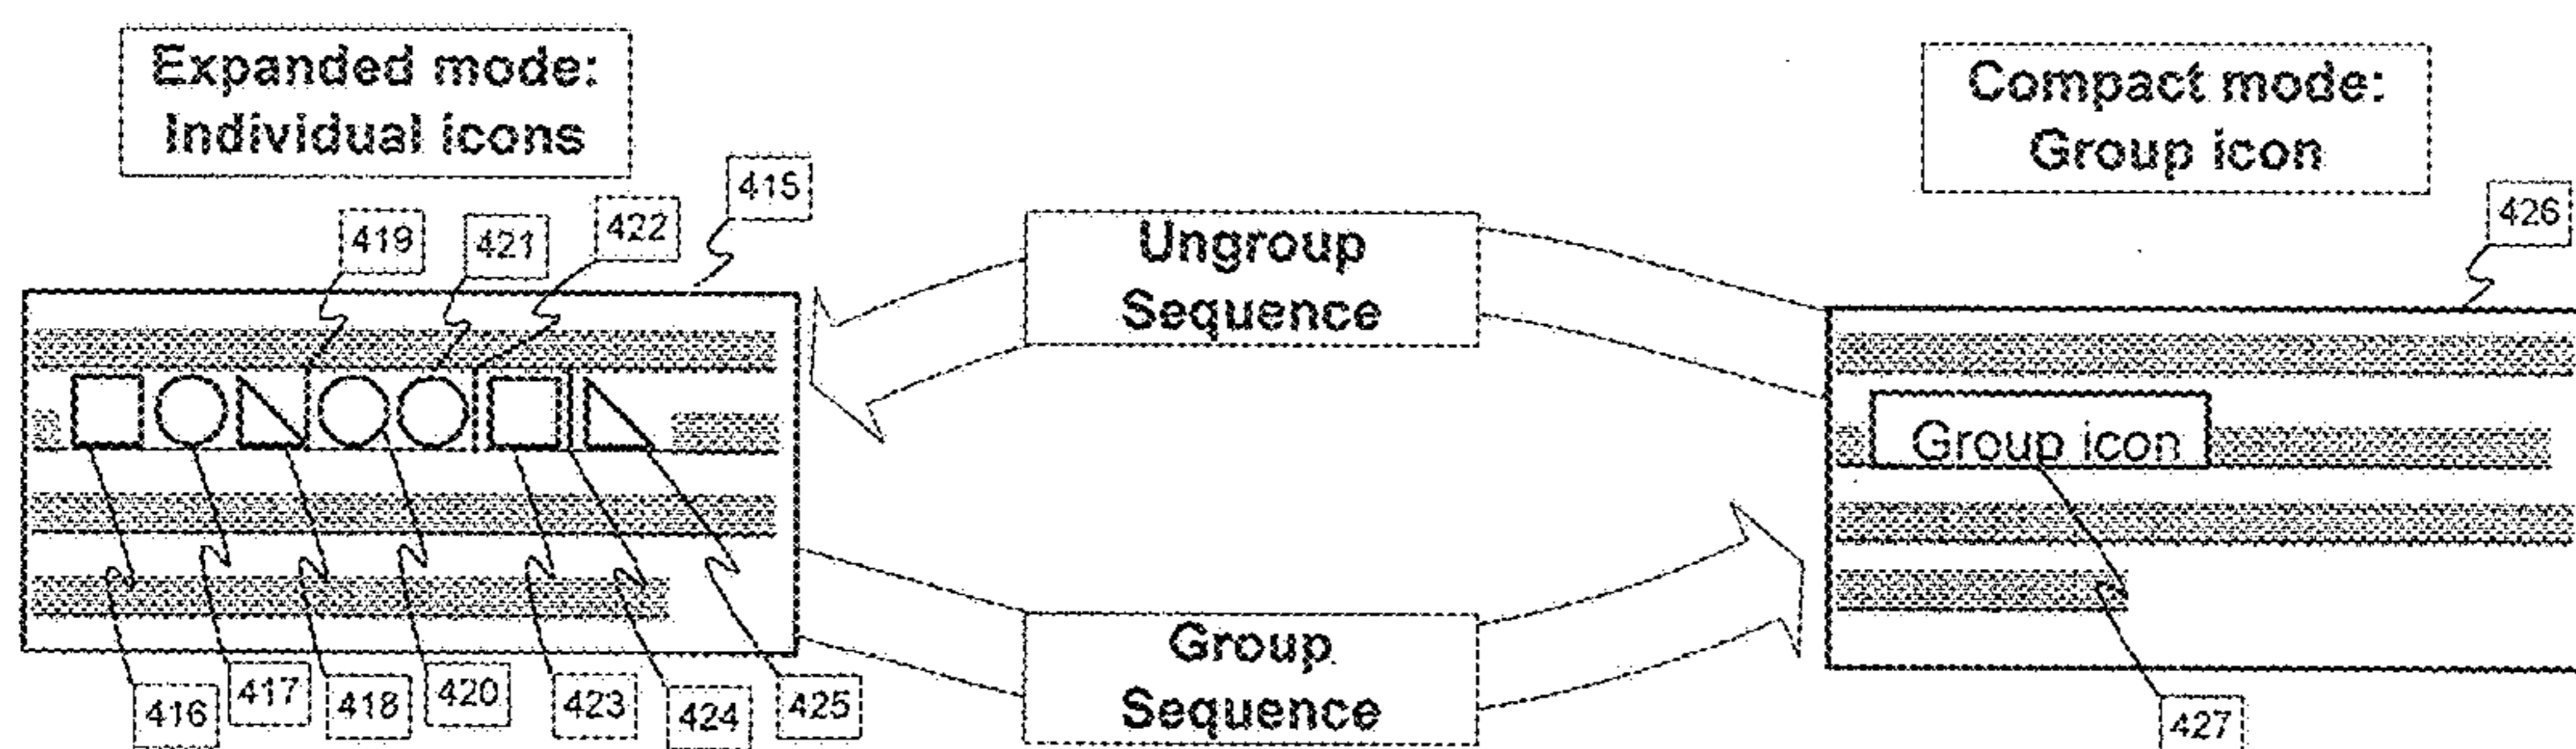 Expanded mode:
Individual icons
Compact mode:
Group icon
415
426
419
421
422
Ungroup
Sequence
Group icon
Group
Sequence
416
417
418
420
423
424
425
427